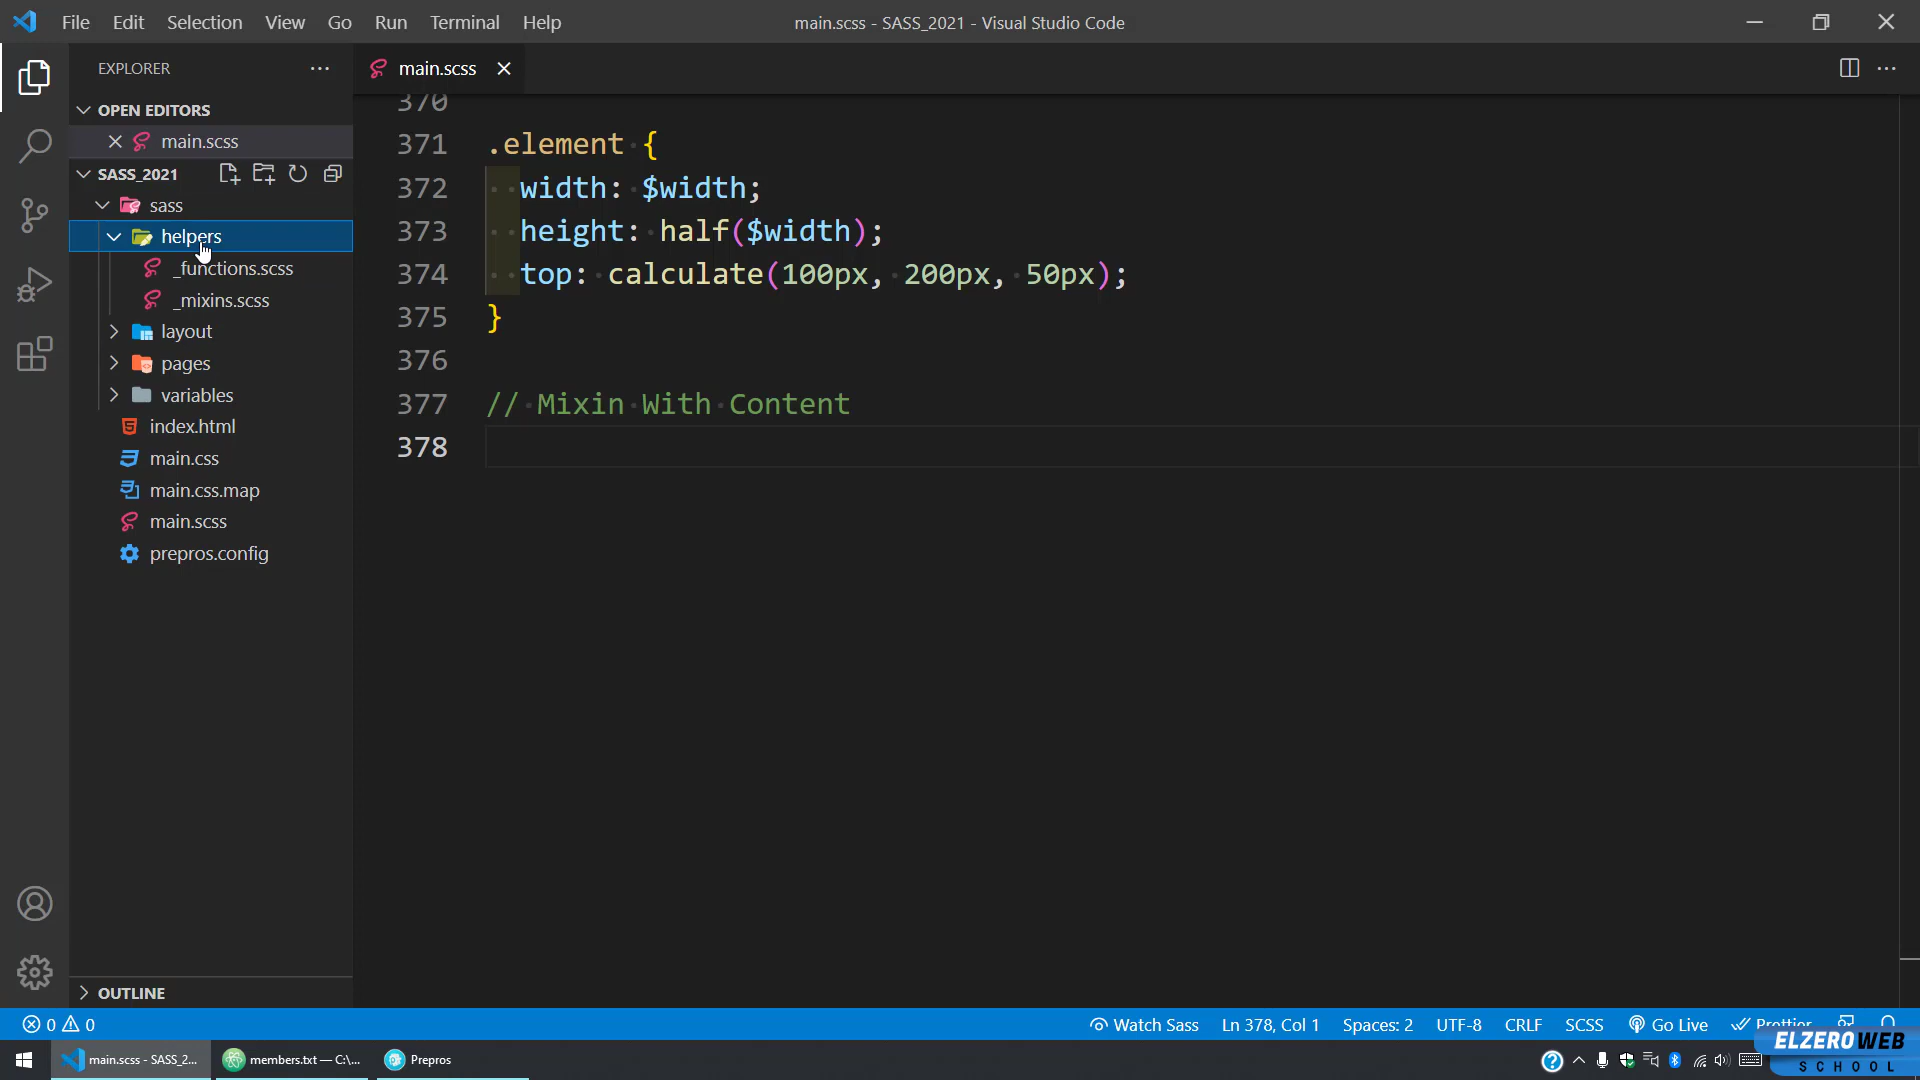 File Edit Selection View Go Run Terminal Help
main.scss - SASS_2021 - Visual Studio Code
EXPLORER
main.scss
OPEN EDITORS
main.scss
SASS_2021
sass
helpers
_functions.scss
_mixins.scss
layout
pages
variables
index.html
main.css
main.css.map
main.scss
prepros.config
OUTLINE
370
371 .element {
372 width: $width;
373 height: half($width);
374 top: calculate(100px, 200px, 50px);
375 }
376
377 // Mixin With Content
378
0 0
Watch Sass Ln 378, Col 1 Spaces: 2 UTF-8 CRLF SCSS Go Live Prettier
main.scss - SASS_2...
members.txt — C:\...
Prepros
ELZEROWEB
SCHOOL